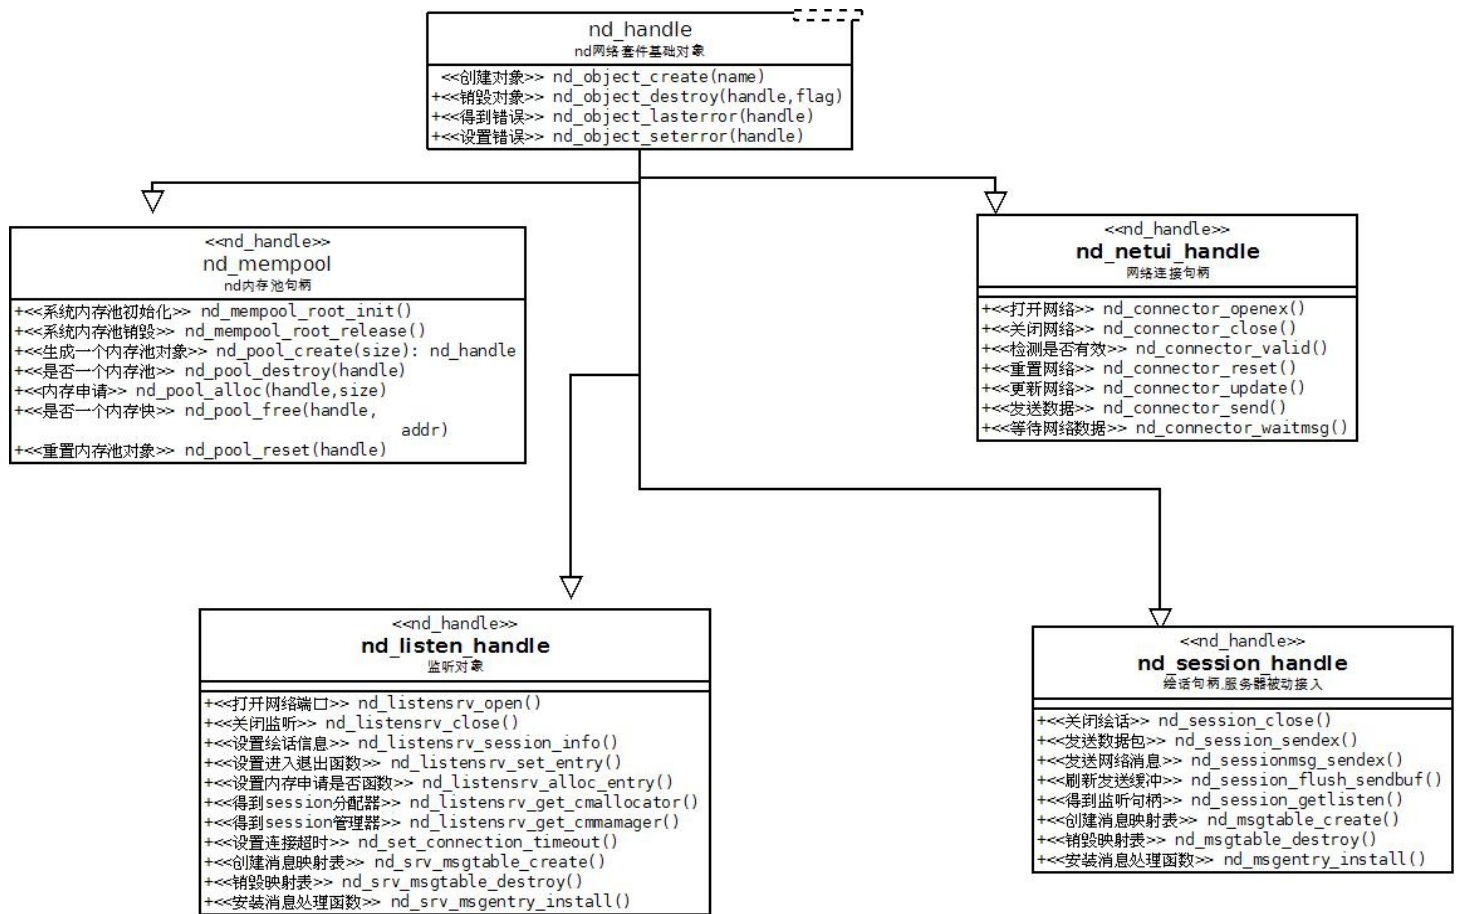 nd_handle
nd网络套件基础对象
<<创建对象>> nd_object_create(name)
+<<销毁对象>> nd_object_destroy(handle,flag)
+<<得到错误>> nd_object_lasterror(handle)
+<<设置错误>> nd_object_seterror(handle)
<<nd_handle>>
nd_mempool
nd内存池句柄
+<<系统内存池初始化>> nd_mempool_root_init()
+<<系统内存池销毁>> nd_mempool_root_release()
+<<生成一个内存池对象>> nd_pool_create(size): nd_handle
+<<是否一个内存池>> nd_pool_destroy(handle)
+<<内存申请>> nd_pool_alloc(handle,size)
+<<是否一个内存快>> nd_pool_free(handle,
addr)
+<<重置内存池对象>> nd_pool_reset(handle)
<<nd_handle>>
nd_netui_handle
网络连接句柄
+<<打开网络>> nd_connector_openex()
+<<关闭网络>> nd_connector_close()
+<<检测是否有效>> nd_connector_valid()
+<<重置网络>> nd_connector_reset()
+<<更新网络>> nd_connector_update()
+<<发送数据>> nd_connector_send()
+<<等待网络数据>> nd_connector_waitmsg()
<<nd_handle>>
nd_listen_handle
监听对象
+<<打开网络端口>> nd_listensrv_open()
+<<关闭监听>> nd_listensrv_close()
+<<设置绘话信息>> nd_listensrv_session_info()
+<<设置进入退出函数>> nd_listensrv_set_entry()
+<<设置内存申请是否函数>> nd_listensrv_alloc_entry()
+<<得到session分配器>> nd_listensrv_get_cmallocator()
+<<得到session管理器>> nd_listensrv_get_cmmamager()
+<<设置连接超时>> nd_set_connection_timeout()
+<<创建消息映射表>> nd_srv_msgtable_create()
+<<销毁映射表>> nd_srv_msgtable_destroy()
+<<安装消息处理函数>> nd_srv_msgentry_install()
<<nd_handle>>
nd_session_handle
绘话句柄,服务器被动接入
+<<关闭绘话>> nd_session_close()
+<<发送数据包>> nd_session_sendex()
+<<发送网络消息>> nd_sessionmsg_sendex()
+<<刷新发送缓冲>> nd_session_flush_sendbuf()
+<<得到监听句柄>> nd_session_getlisten()
+<<创建消息映射表>> nd_msgtable_create()
+<<销毁映射表>> nd_msgtable_destroy()
+<<安装消息处理函数>> nd_msgentry_install()